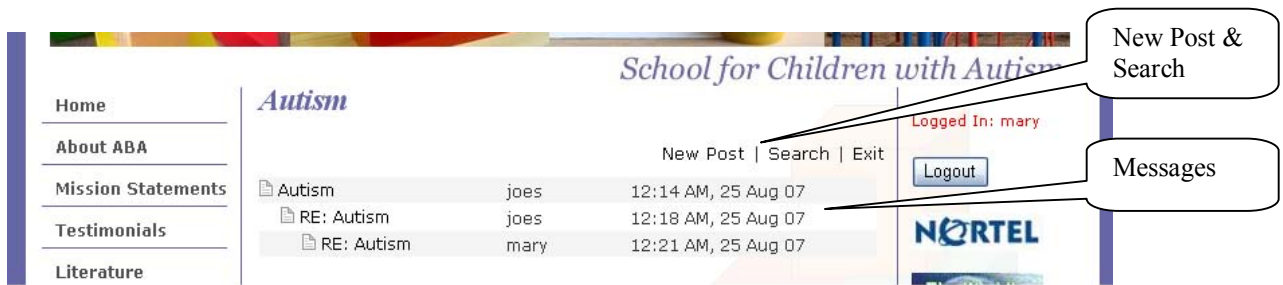 New Post &
Search
School for Children with Autism
Home
Autism
Logged In: mary
About ABA
New Post | Search | Exit
Logout
Messages
Mission Statements
Autism joes 12:14 AM, 25 Aug 07
RE: Autism joes 12:18 AM, 25 Aug 07
Testimonials
NORTEL
RE: Autism mary 12:21 AM, 25 Aug 07
Literature